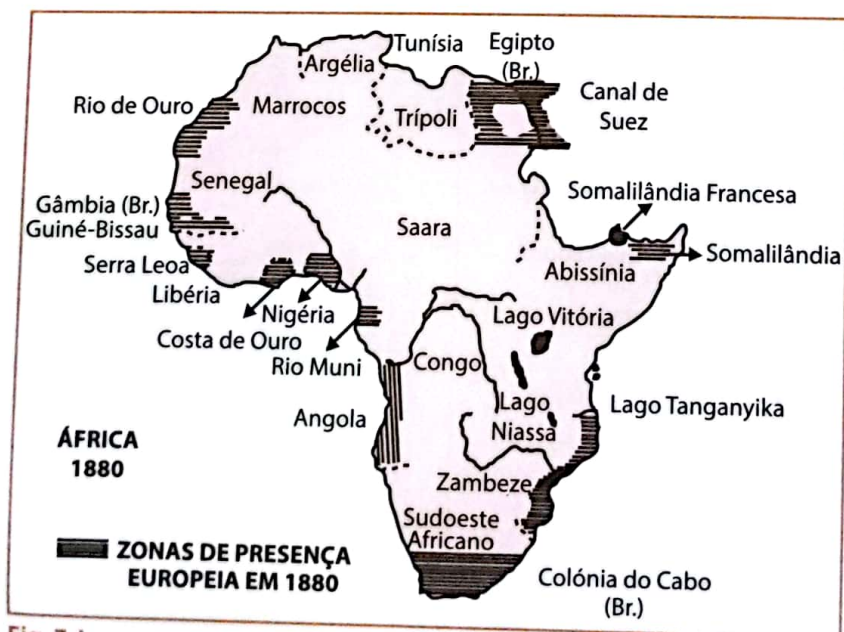 Tunísia
Egipto
(Br.)
Argélia
Canal de
Suez
Rio de Ouro
Marrocos
Trípoli
Senegal
Somalilândia Francesa
Gâmbia (Br.)
Guiné-Bissau
Saara
Somalilândia
Serra Leoa
Abissínia
Libéria
Nigéria
Lago Vitória
Costa de Ouro
Rio Muni
Congo
Lago
Niassa
Lago Tanganyika
Angola
ÁFRICA
1880
Zambeze
Sudoeste
Africano
ZONAS DE PRESENÇA
EUROPEIA EM 1880
Colónia do Cabo
(Br.)